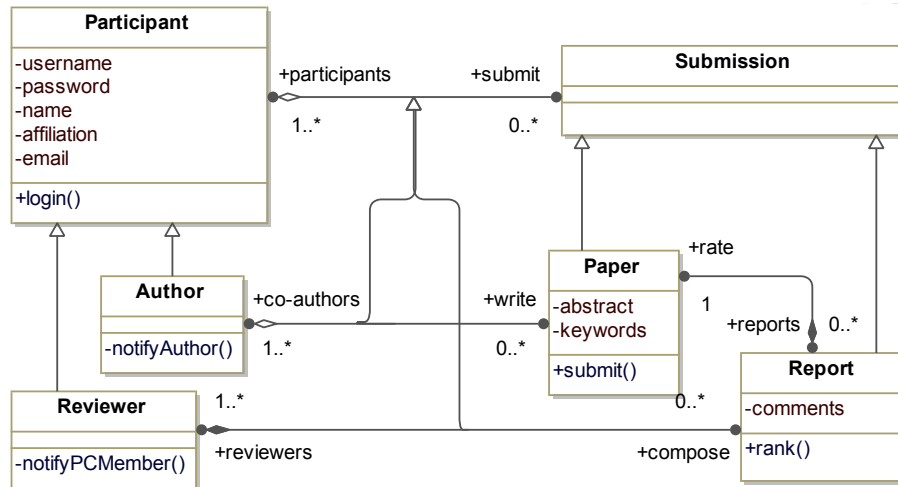 Participant
-username
-password
-name
-affiliation
-email
+login()
+participants
1..*
+submit
0..*
Submission
Author
-notifyAuthor()
+co-authors
1..*
+write
0..*
Paper
-abstract
-keywords
+submit()
+rate
1
+reports
0..*
Reviewer
-notifyPCMember()
1..*
+reviewers
0..*
+compose
Report
-comments
+rank()